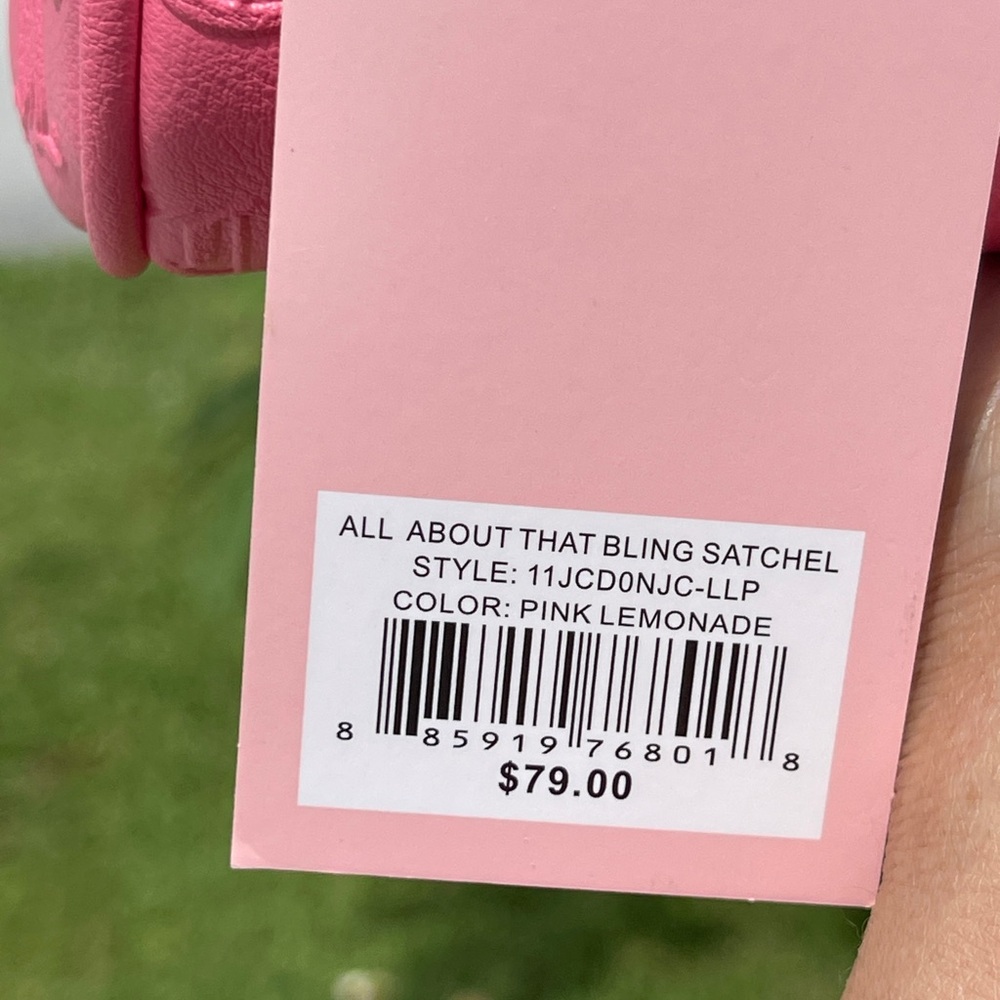 ALL ABOUT THAT BLING SATCHEL
STYLE: 11JCD0NJC-LLP
COLOR: PINK LEMONADE
8 85919 76801 8
$79.00